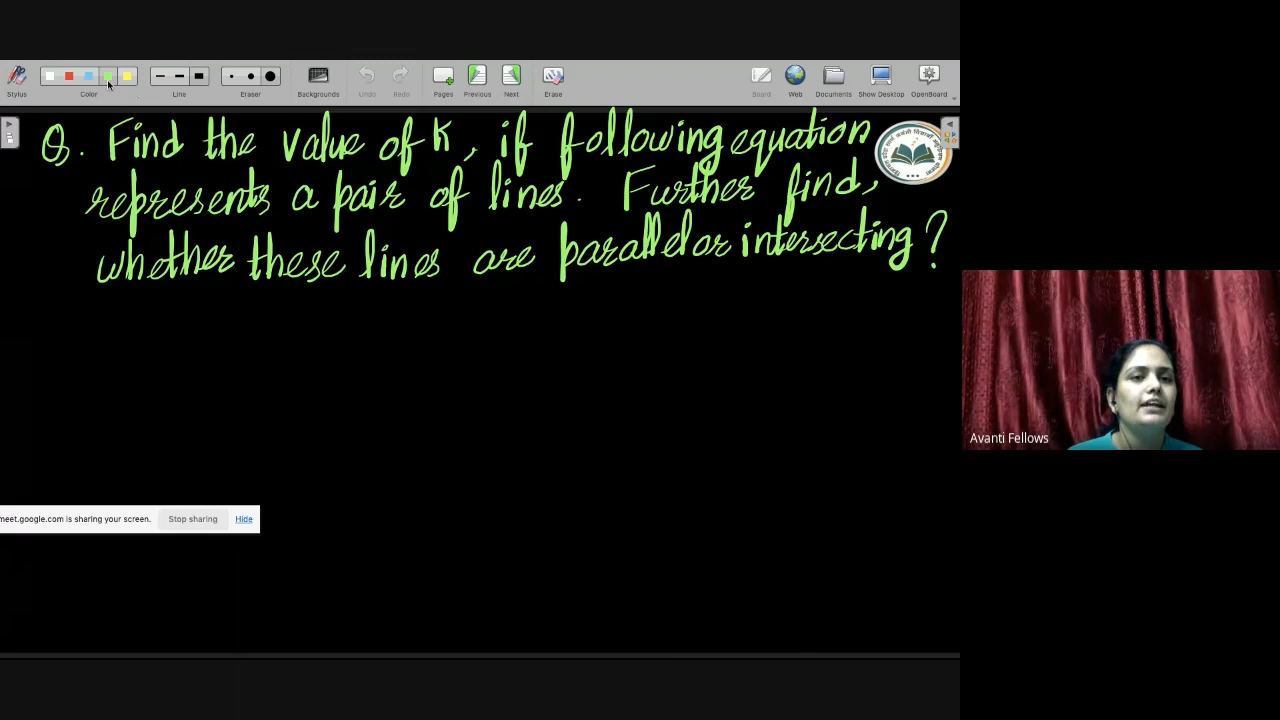 Stylus Color Line Eraser Backgrounds Undo Redo Pages Previous Next Erase Board Web Documents Show Desktop OpenBoard
Q. Find the value of K, if following equation
represents a pair of lines. Further find,
whether these lines are parallel or intersecting?
Avanti Fellows
meet.google.com is sharing your screen. Stop sharing Hide